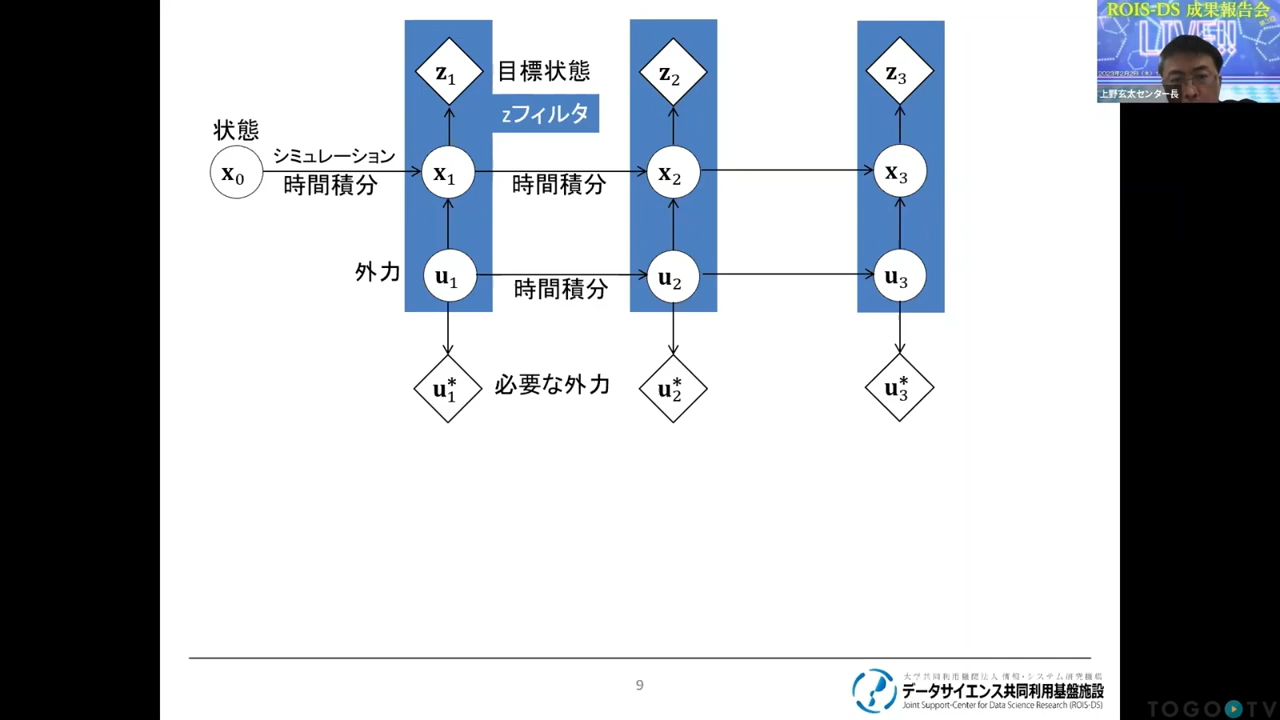 ROIS-DS 成果報告会
LIVE!!
上野玄太センター長
z₁
目標状態
z₂
z₃
zフィルタ
状態
x₀
シミュレーション
時間積分
x₁
時間積分
x₂
x₃
外力
u₁
時間積分
u₂
u₃
u₁*
必要な外力
u₂*
u₃*
9
大学共同利用機関法人 情報・システム研究機構
データサイエンス共同利用基盤施設
Joint Support-Center for Data Science Research (ROIS-DS)
TOGOTV